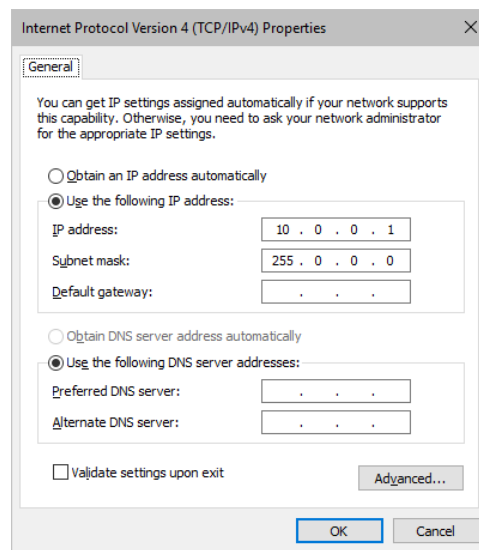 Internet Protocol Version 4 (TCP/IPv4) Properties
General
You can get IP settings assigned automatically if your network supports
this capability. Otherwise, you need to ask your network administrator
for the appropriate IP settings.
Obtain an IP address automatically
Use the following IP address:
IP address: 10 . 0 . 0 . 1
Subnet mask: 255 . 0 . 0 . 0
Default gateway: . . .
Obtain DNS server address automatically
Use the following DNS server addresses:
Preferred DNS server: . . .
Alternate DNS server: . . .
Validate settings upon exit
Advanced...
OK Cancel